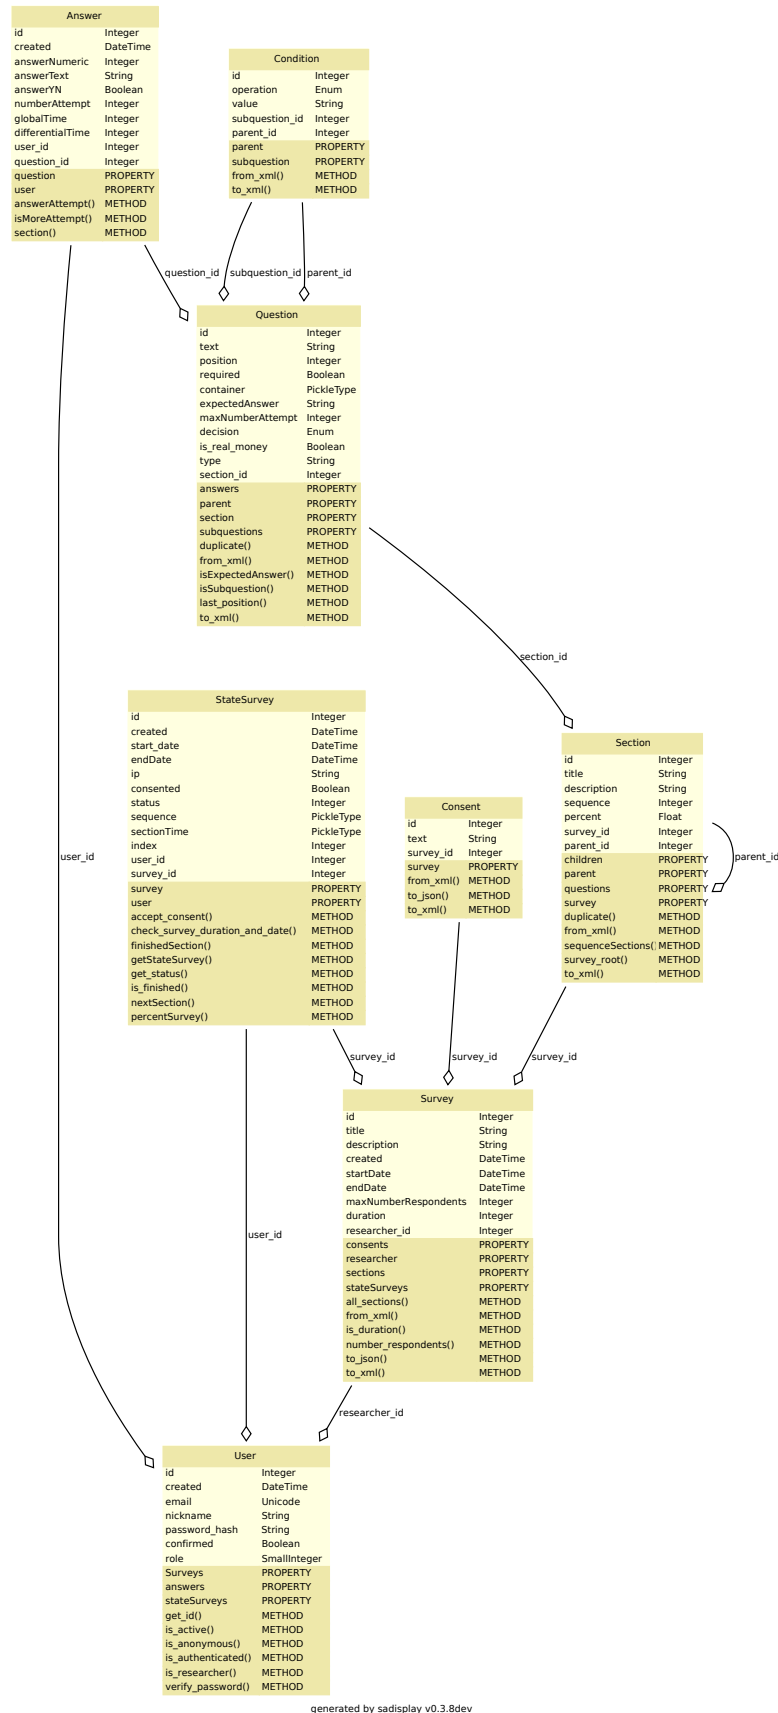 Answer
id Integer
created DateTime
answerNumeric Integer
answerText String
answerYN Boolean
numberAttempt Integer
globalTime Integer
differentialTime Integer
user_id Integer
question_id Integer
question PROPERTY
user PROPERTY
answerAttempt() METHOD
isMoreAttempt() METHOD
section() METHOD
Condition
id Integer
operation Enum
value String
subquestion_id Integer
parent_id Integer
parent PROPERTY
subquestion PROPERTY
from_xml() METHOD
to_xml() METHOD
question_id
subquestion_id
parent_id
Question
id Integer
text String
position Integer
required Boolean
container PickleType
expectedAnswer String
maxNumberAttempt Integer
decision Enum
is_real_money Boolean
type String
section_id Integer
answers PROPERTY
parent PROPERTY
section PROPERTY
subquestions PROPERTY
duplicate() METHOD
from_xml() METHOD
isExpectedAnswer() METHOD
isSubquestion() METHOD
last_position() METHOD
to_xml() METHOD
section_id
StateSurvey
id Integer
created DateTime
start_date DateTime
endDate DateTime
ip String
consented Boolean
status Integer
sequence PickleType
sectionTime PickleType
index Integer
user_id Integer
survey_id Integer
survey PROPERTY
user PROPERTY
accept_consent() METHOD
check_survey_duration_and_date() METHOD
finishedSection() METHOD
getStateSurvey() METHOD
get_status() METHOD
is_finished() METHOD
nextSection() METHOD
percentSurvey() METHOD
Consent
id Integer
text String
survey_id Integer
survey PROPERTY
from_xml() METHOD
to_json() METHOD
to_xml() METHOD
Section
id Integer
title String
description String
sequence Integer
percent Float
survey_id Integer
parent_id Integer
children PROPERTY
parent PROPERTY
questions PROPERTY
survey PROPERTY
duplicate() METHOD
from_xml() METHOD
sequenceSections() METHOD
survey_root() METHOD
to_xml() METHOD
parent_id
user_id
survey_id
survey_id
survey_id
Survey
id Integer
title String
description String
created DateTime
startDate DateTime
endDate DateTime
maxNumberRespondents Integer
duration Integer
researcher_id Integer
consents PROPERTY
researcher PROPERTY
sections PROPERTY
stateSurveys PROPERTY
all_sections() METHOD
from_xml() METHOD
is_duration() METHOD
number_respondents() METHOD
to_json() METHOD
to_xml() METHOD
user_id
researcher_id
User
id Integer
created DateTime
email Unicode
nickname String
password_hash String
confirmed Boolean
role SmallInteger
Surveys PROPERTY
answers PROPERTY
stateSurveys PROPERTY
get_id() METHOD
is_active() METHOD
is_anonymous() METHOD
is_authenticated() METHOD
is_researcher() METHOD
verify_password() METHOD
generated by sadisplay v0.3.8dev